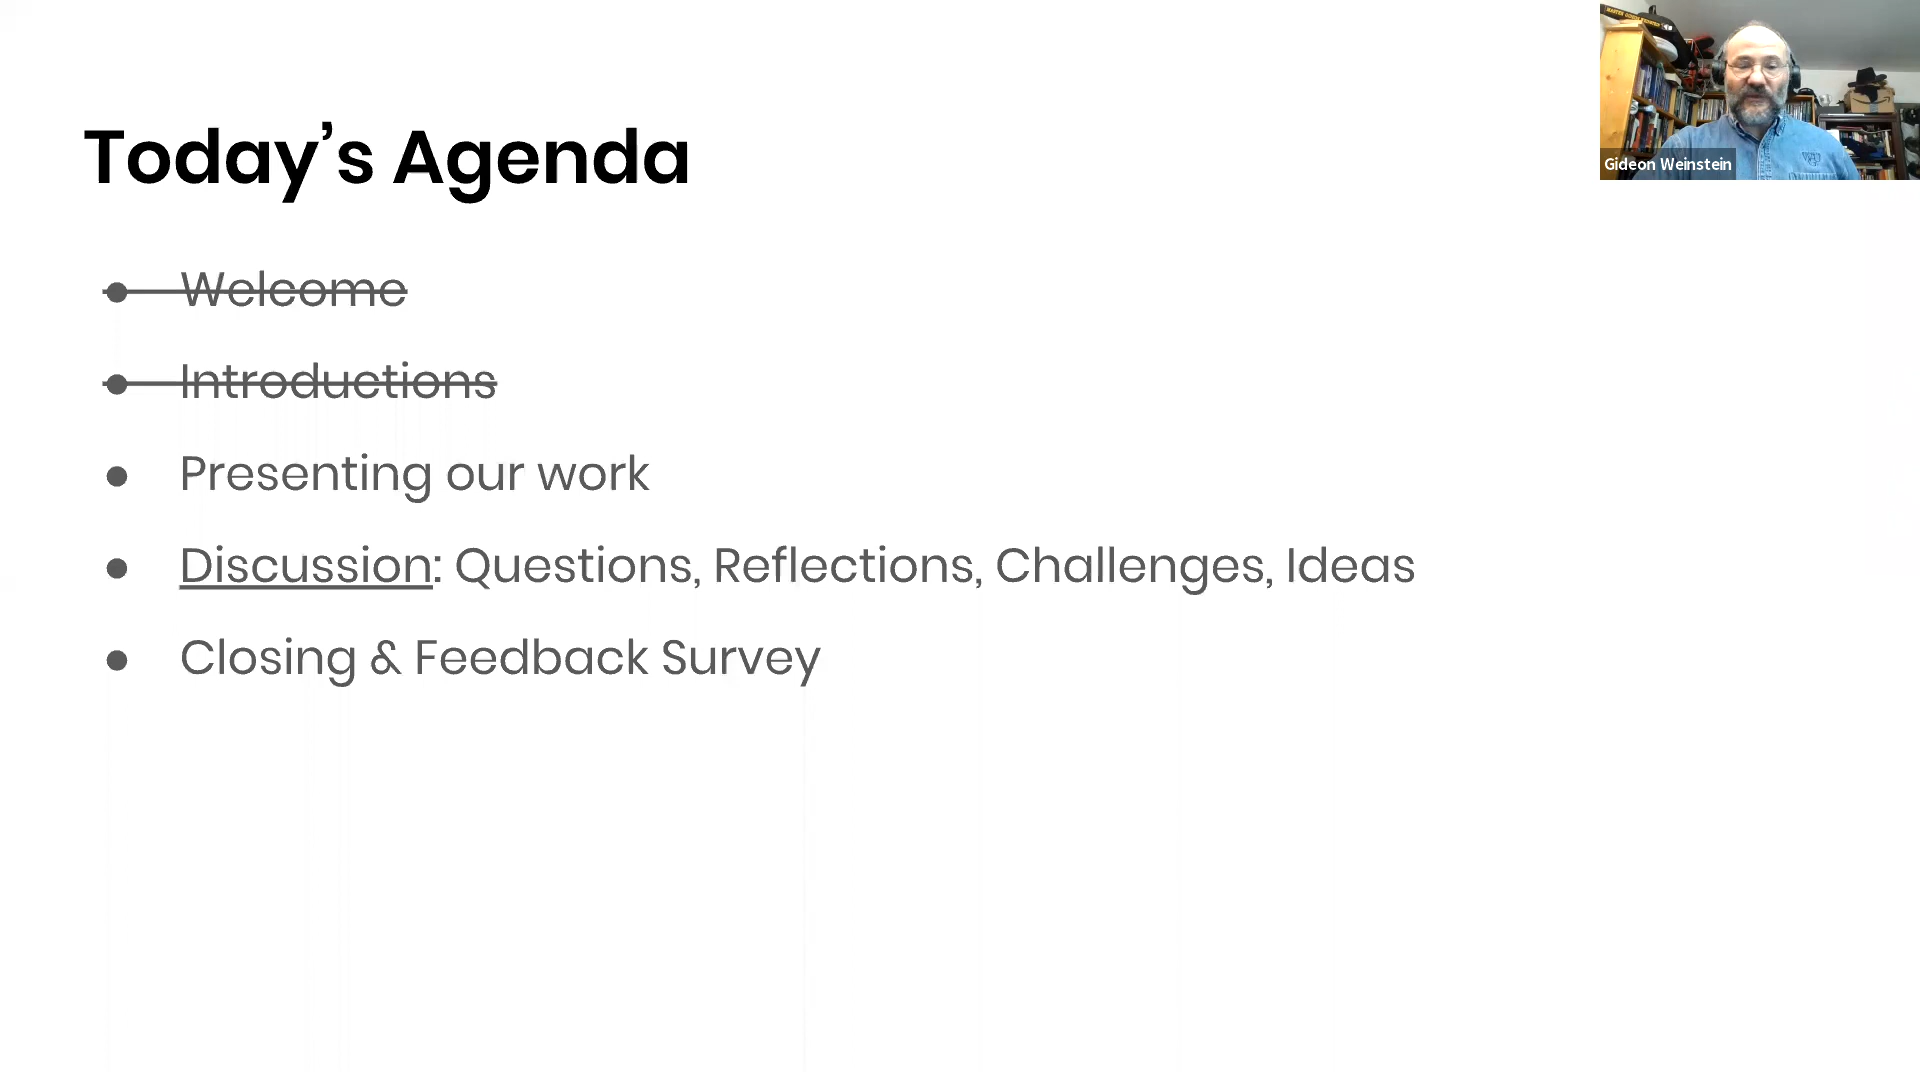 Today’s Agenda
Welcome
Introductions
Presenting our work
Discussion: Questions, Reflections, Challenges, Ideas
Closing & Feedback Survey
Gideon Weinstein